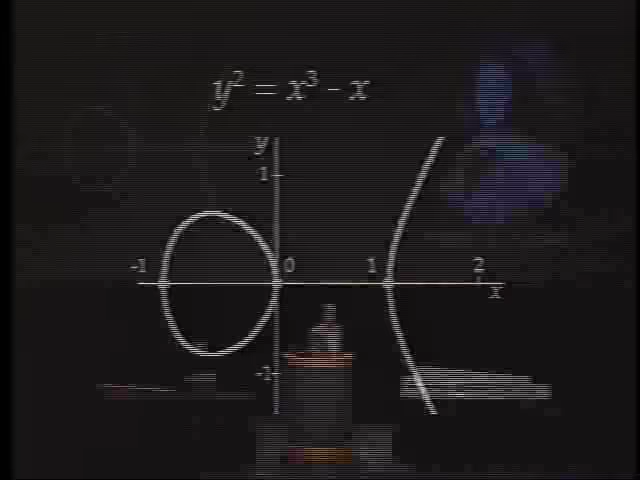 y² = x³ - x
y
1
-1 0 1 2
x
-1